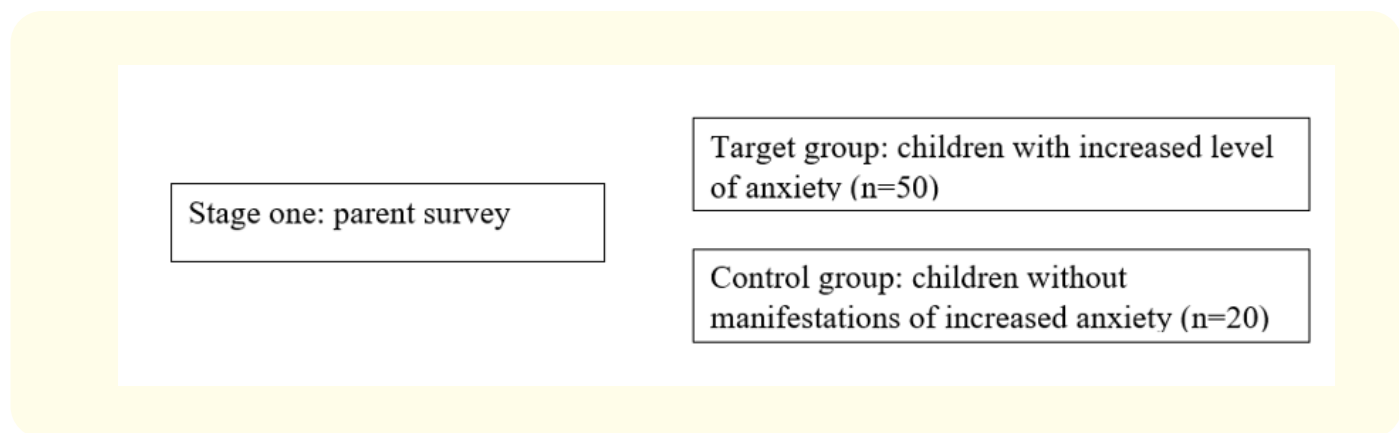 Stage one: parent survey
Target group: children with increased level
of anxiety (n=50)
Control group: children without
manifestations of increased anxiety (n=20)